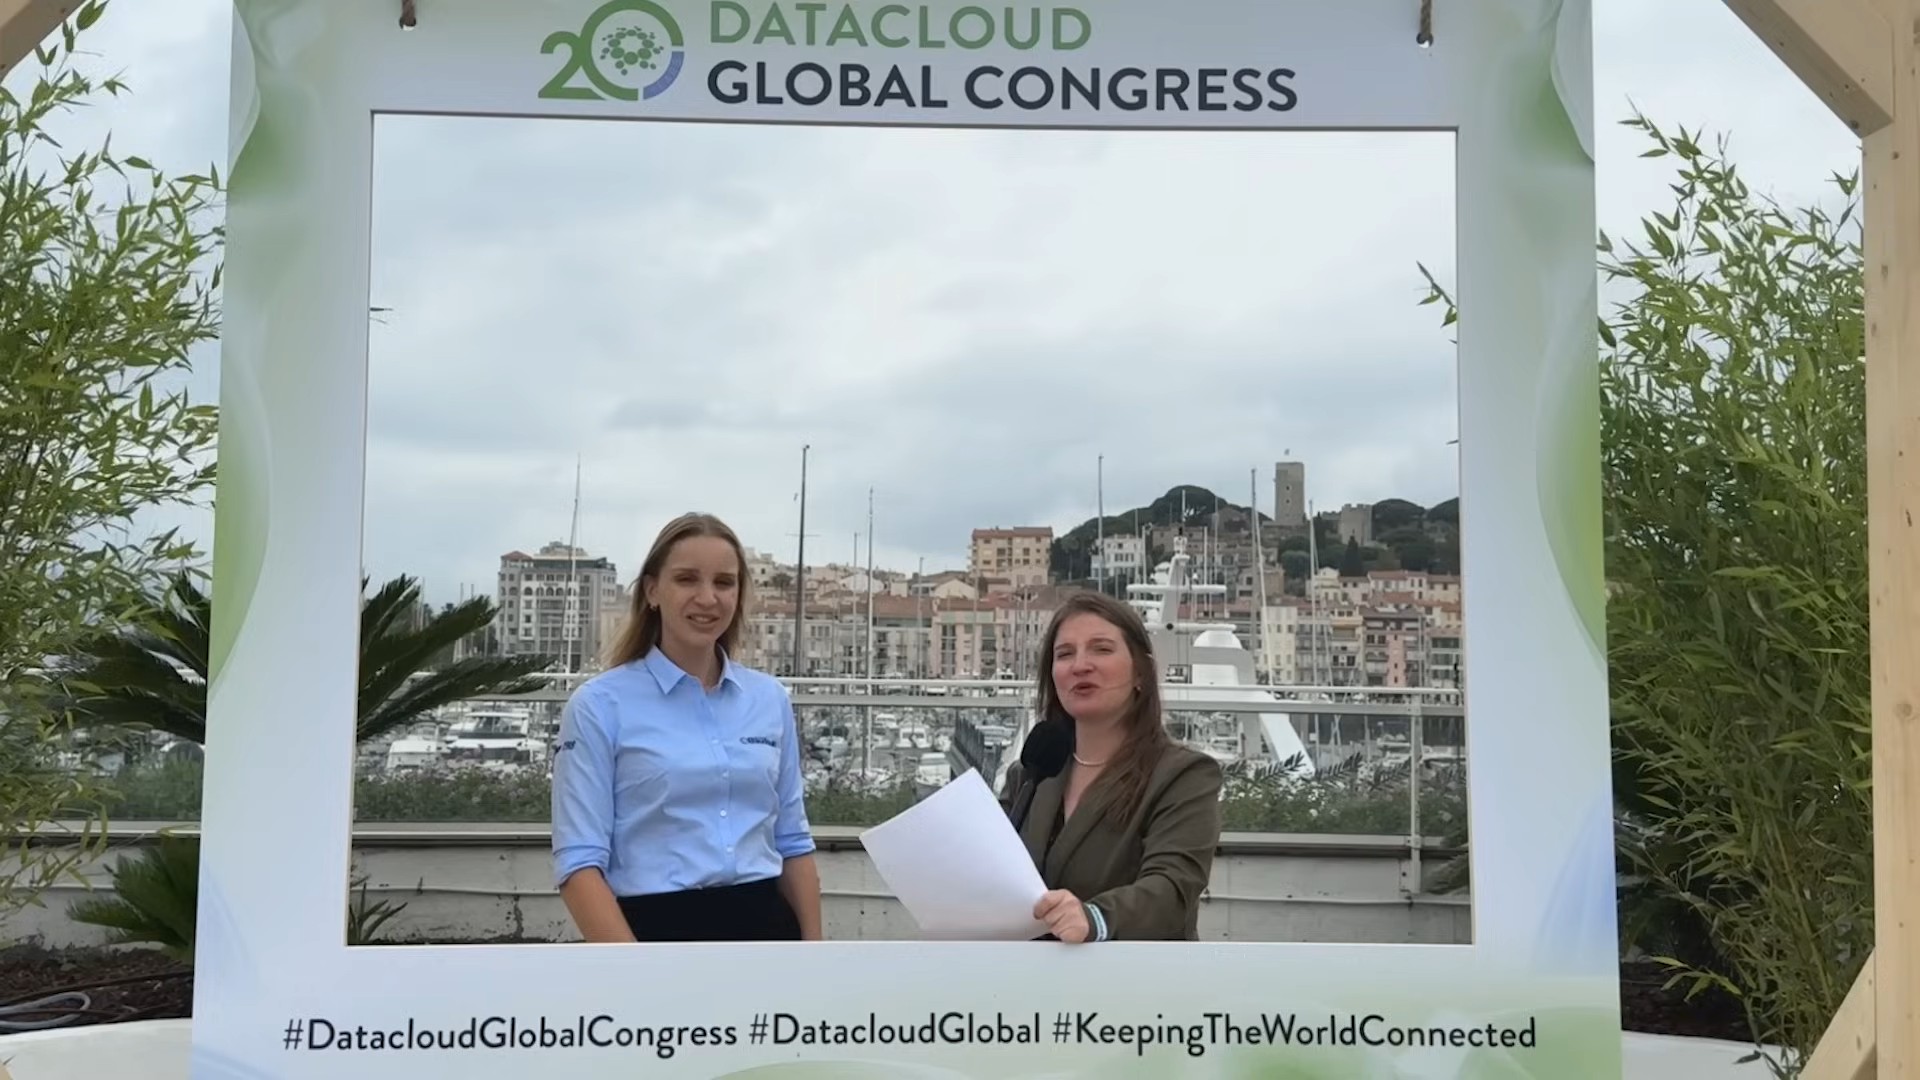 20 DATACLOUD
GLOBAL CONGRESS
#DatacloudGlobalCongress #DatacloudGlobal #KeepingTheWorldConnected